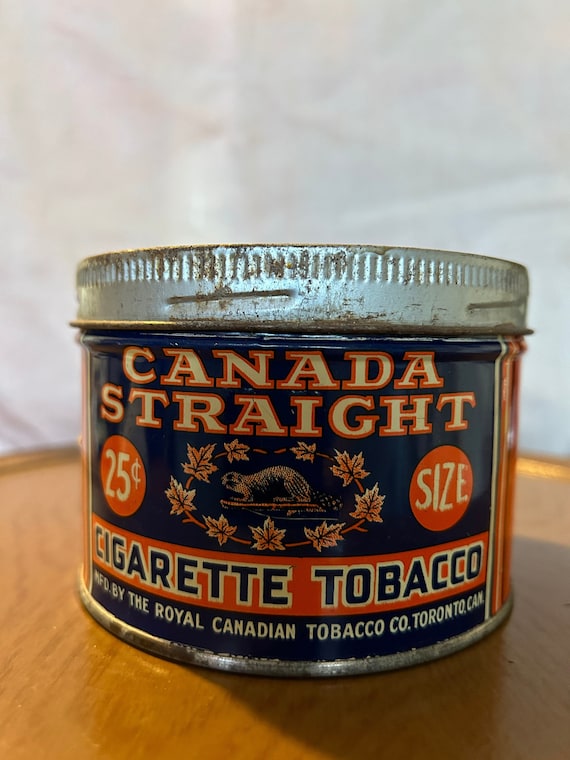 CANADA
STRAIGHT
25¢
SIZE
CIGARETTE TOBACCO
MFD. BY THE ROYAL CANADIAN TOBACCO CO. TORONTO, CAN.